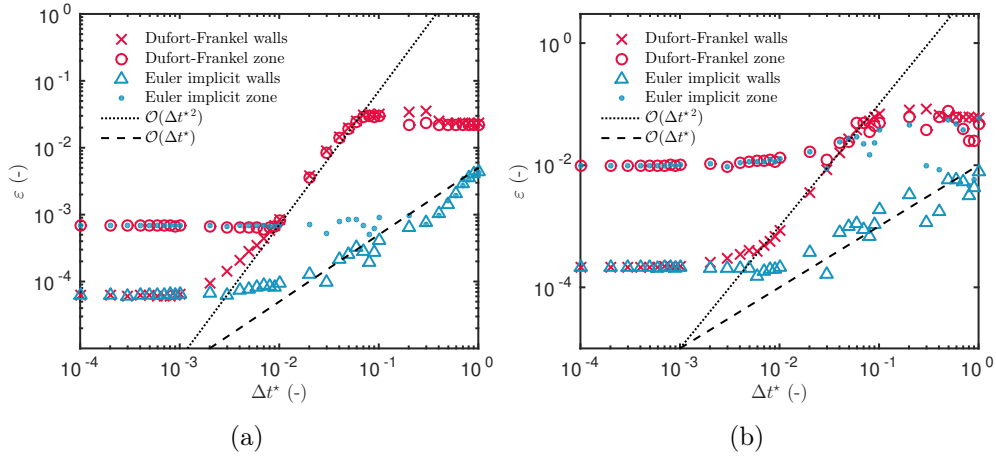 10^0
10^-1
10^-2
10^-3
10^-4
ε (-)
Dufort-Frankel walls
Dufort-Frankel zone
Euler implicit walls
Euler implicit zone
O(Δt⋆2)
O(Δt⋆)
10^-4
10^-3
10^-2
10^-1
10^0
Δt⋆ (-)
(a)
10^0
10^-2
10^-4
ε (-)
Dufort-Frankel walls
Dufort-Frankel zone
Euler implicit walls
Euler implicit zone
O(Δt⋆2)
O(Δt⋆)
10^-4
10^-3
10^-2
10^-1
10^0
Δt⋆ (-)
(b)